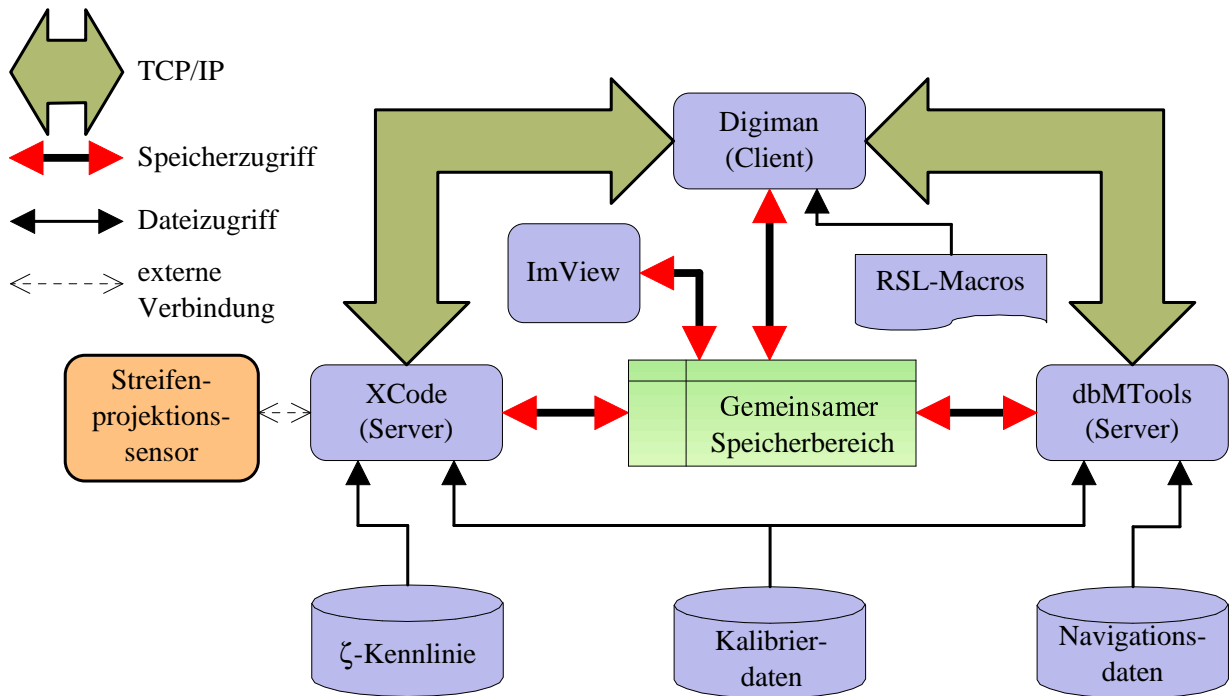 TCP/IP
Speicherzugriff
Dateizugriff
externe
Verbindung
Digiman
(Client)
ImView
RSL-Macros
Streifen-
projektions-
sensor
XCode
(Server)
Gemeinsamer
Speicherbereich
dbMTools
(Server)
ζ-Kennlinie
Kalibrier-
daten
Navigations-
daten